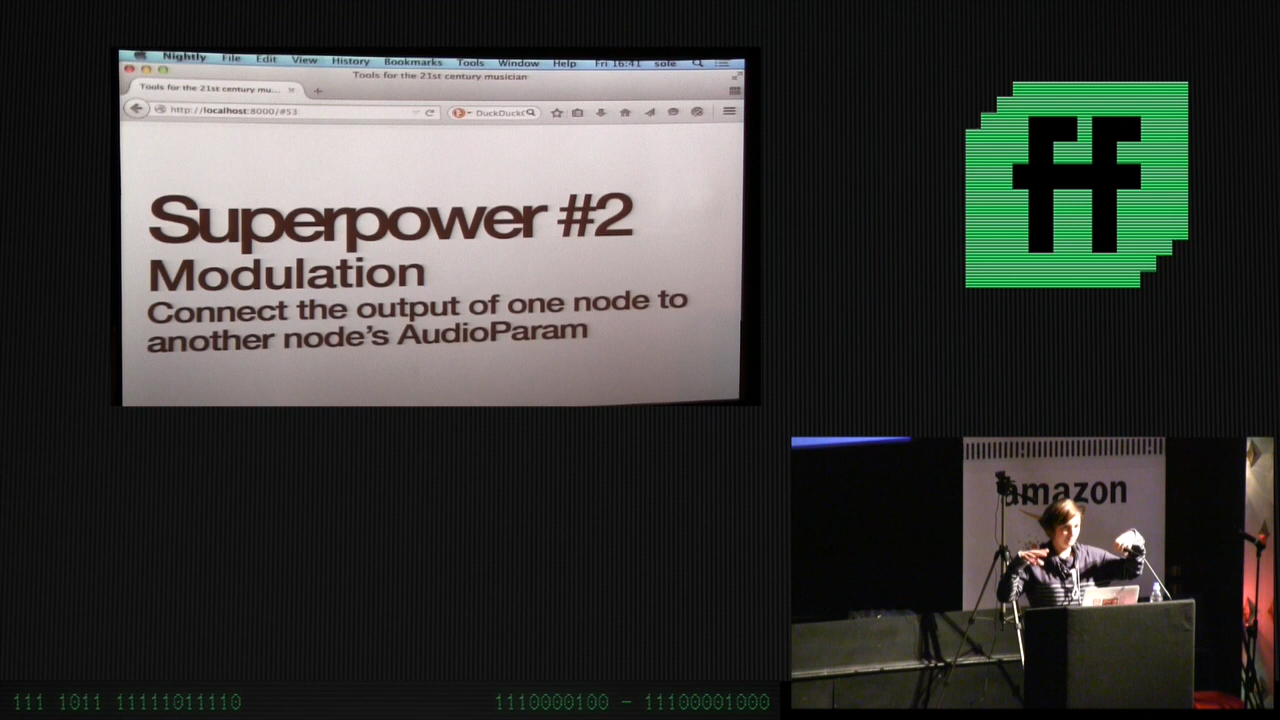 Nightly File Edit View History Bookmarks Tools Window Help Fri 16:41 sole
Tools for the 21st century musician
Tools for the 21st century mu...
http://localhost:8000/#53
DuckDuckG
Superpower #2
Modulation
Connect the output of one node to
another node's AudioParam
ff
amazon
111 1011 11111011110
1110000100 - 11100001000